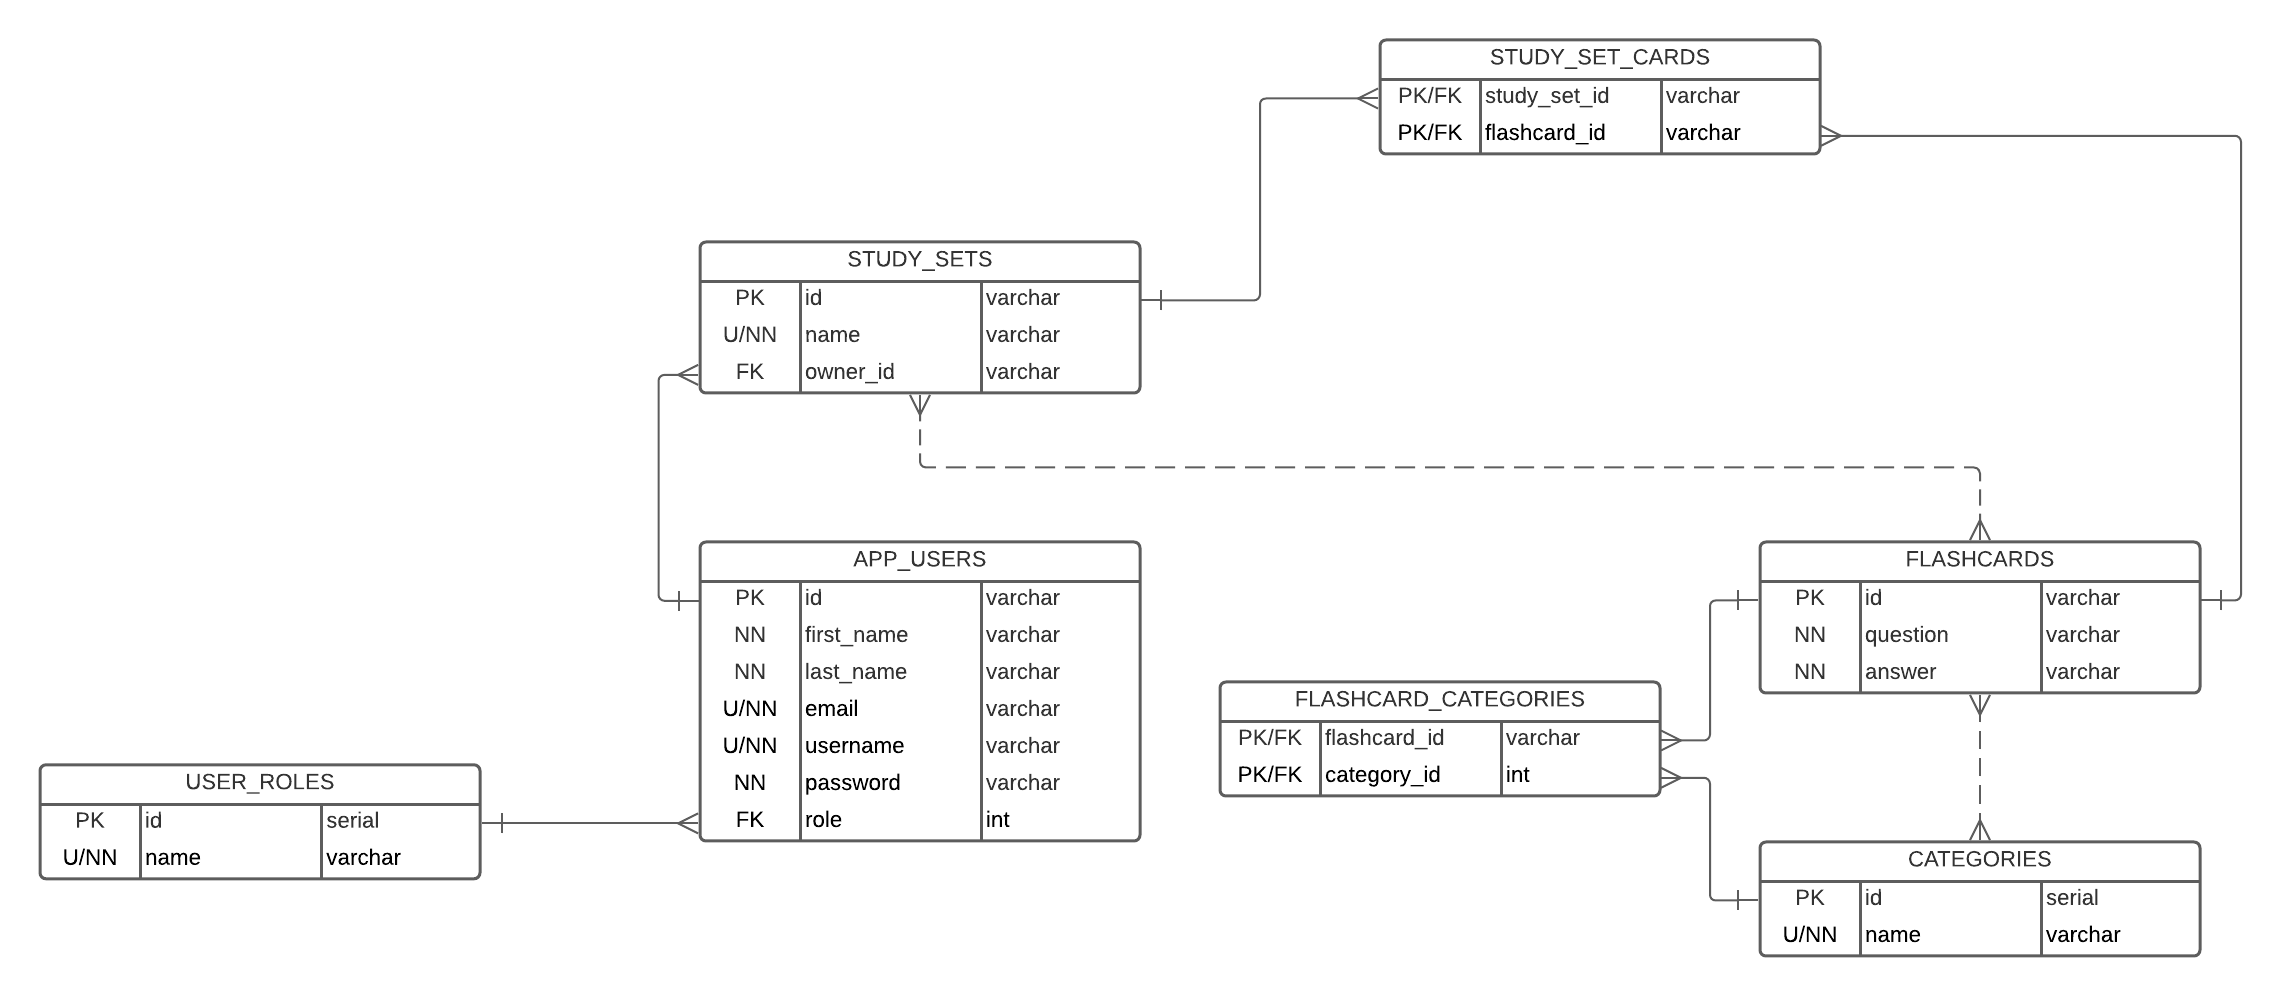 STUDY_SET_CARDS
PK/FK study_set_id varchar
PK/FK flashcard_id varchar
STUDY_SETS
PK id varchar
U/NN name varchar
FK owner_id varchar
APP_USERS
PK id varchar
NN first_name varchar
NN last_name varchar
U/NN email varchar
U/NN username varchar
NN password varchar
FK role int
FLASHCARDS
PK id varchar
NN question varchar
NN answer varchar
FLASHCARD_CATEGORIES
PK/FK flashcard_id varchar
PK/FK category_id int
USER_ROLES
PK id serial
U/NN name varchar
CATEGORIES
PK id serial
U/NN name varchar